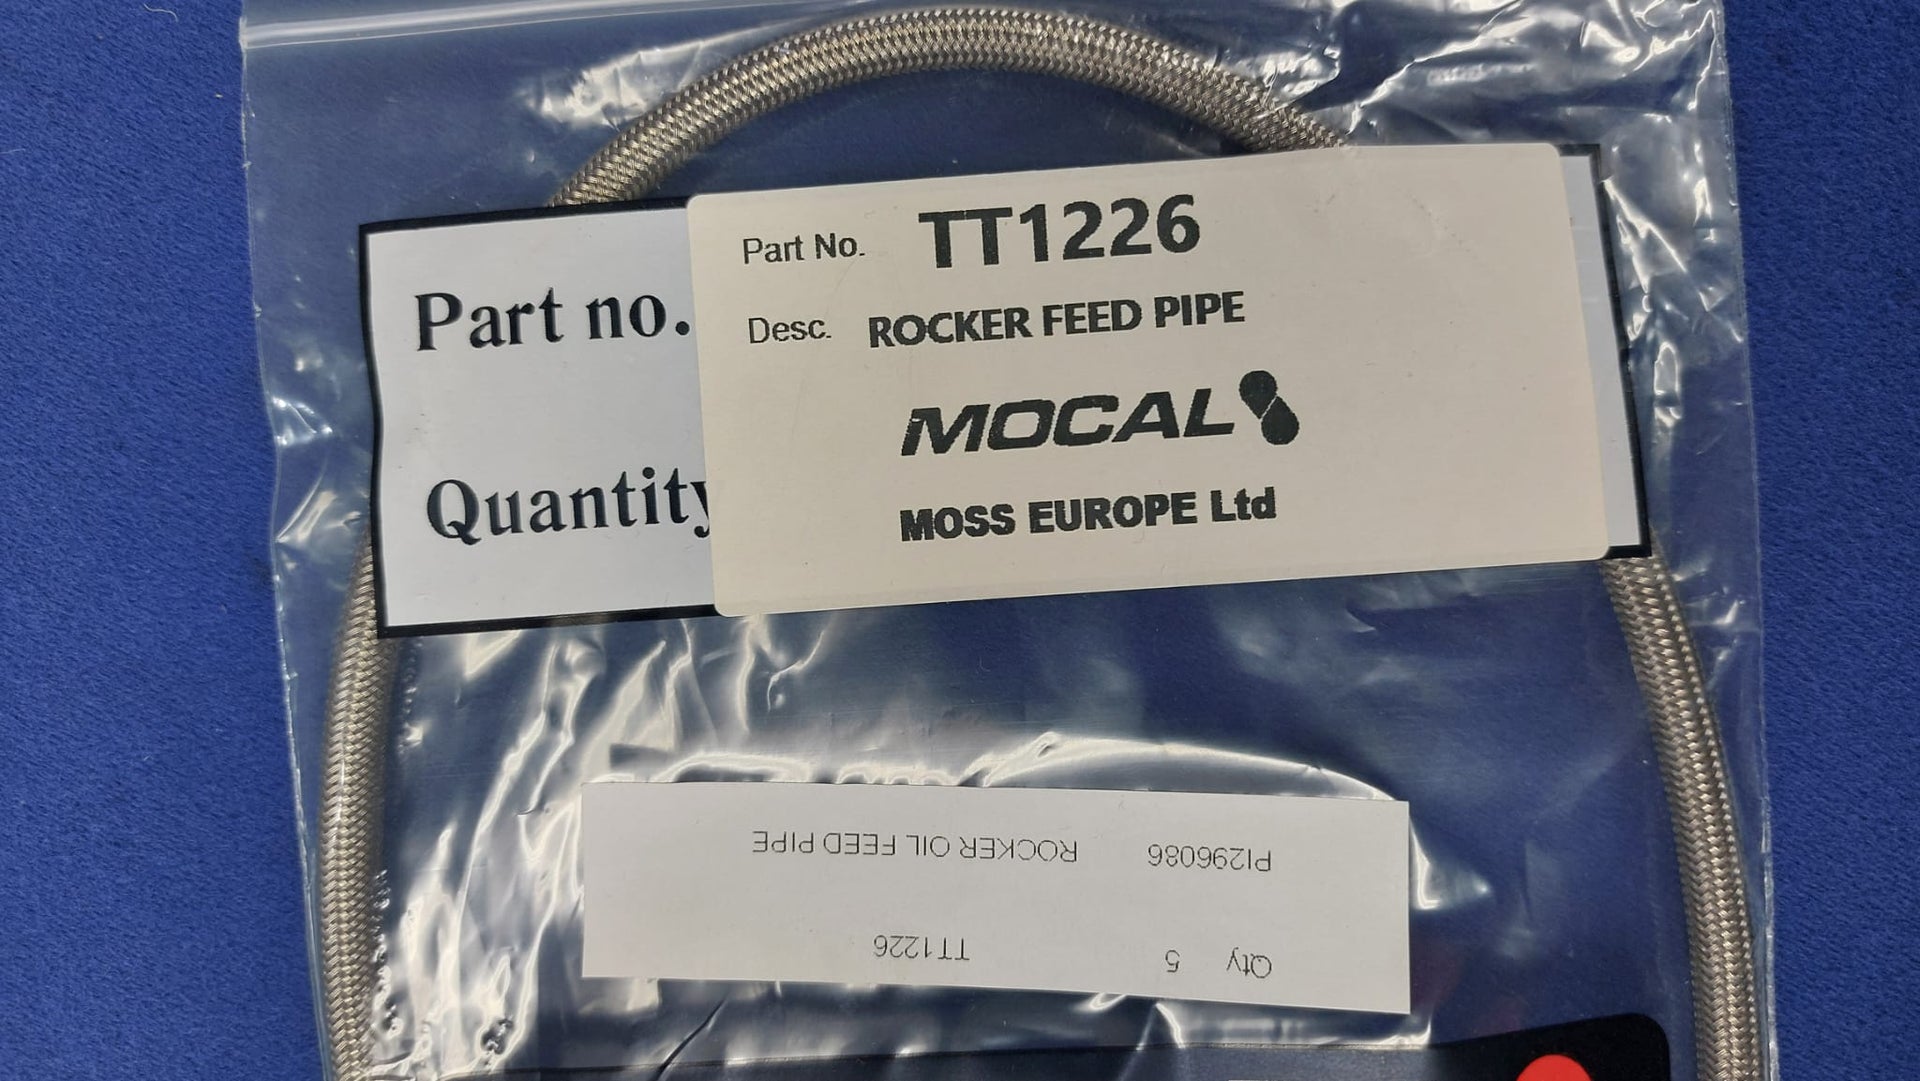 Part no.
Quantity
Part No. TT1226
Desc. ROCKER FEED PIPE
MOCAL
MOSS EUROPE Ltd
PI296086 ROCKER OIL FEED PIPE
Qty 5 TT1226